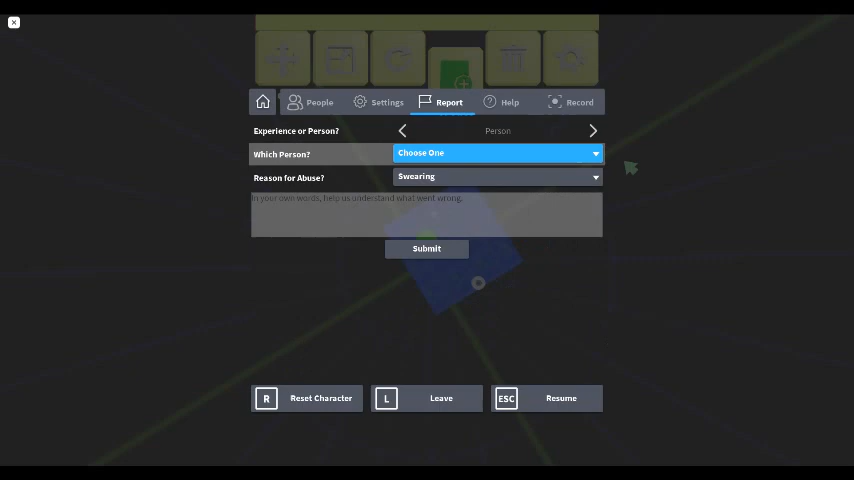 People
Settings
Report
Help
Record
Experience or Person?
Person
Which Person?
Choose One
Reason for Abuse?
Swearing
In your own words, help us understand what went wrong.
Submit
R
Reset Character
L
Leave
ESC
Resume